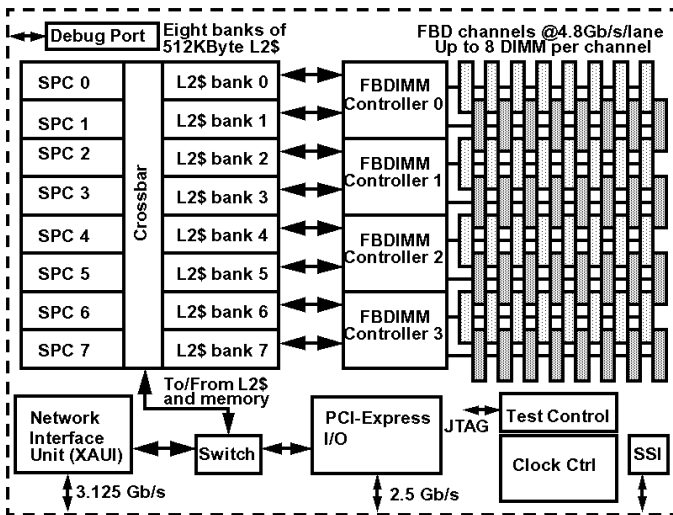 Debug Port
Eight banks of
512KByte L2$
FBD channels @4.8Gb/s/lane
Up to 8 DIMM per channel
SPC 0
SPC 1
SPC 2
SPC 3
SPC 4
SPC 5
SPC 6
SPC 7
Crossbar
L2$ bank 0
L2$ bank 1
L2$ bank 2
L2$ bank 3
L2$ bank 4
L2$ bank 5
L2$ bank 6
L2$ bank 7
FBDIMM
Controller 0
FBDIMM
Controller 1
FBDIMM
Controller 2
FBDIMM
Controller 3
To/From L2$
and memory
Network
Interface
Unit (XAUI)
Switch
PCI-Express
I/O
JTAG
Test Control
Clock Ctrl
SSI
3.125 Gb/s
2.5 Gb/s